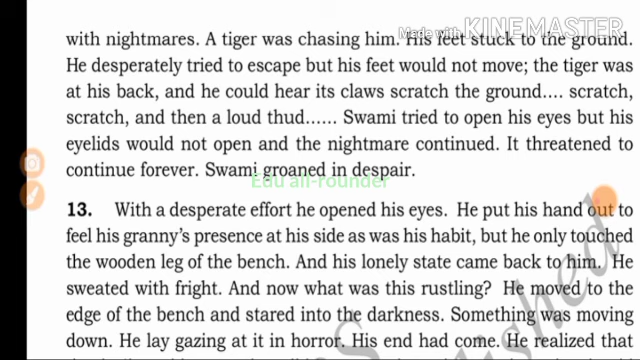 Made with KINEMASTER
with nightmares. A tiger was chasing him. His feet stuck to the ground.
He desperately tried to escape but his feet would not move; the tiger was
at his back, and he could hear its claws scratch the ground.... scratch,
scratch, and then a loud thud...... Swami tried to open his eyes but his
eyelids would not open and the nightmare continued. It threatened to
continue forever. Swami groaned in despair.
Edu all-rounder
13. With a desperate effort he opened his eyes. He put his hand out to
feel his granny's presence at his side as was his habit, but he only touched
the wooden leg of the bench. And his lonely state came back to him. He
sweated with fright. And now what was this rustling? He moved to the
edge of the bench and stared into the darkness. Something was moving
down. He lay gazing at it in horror. His end had come. He realized that